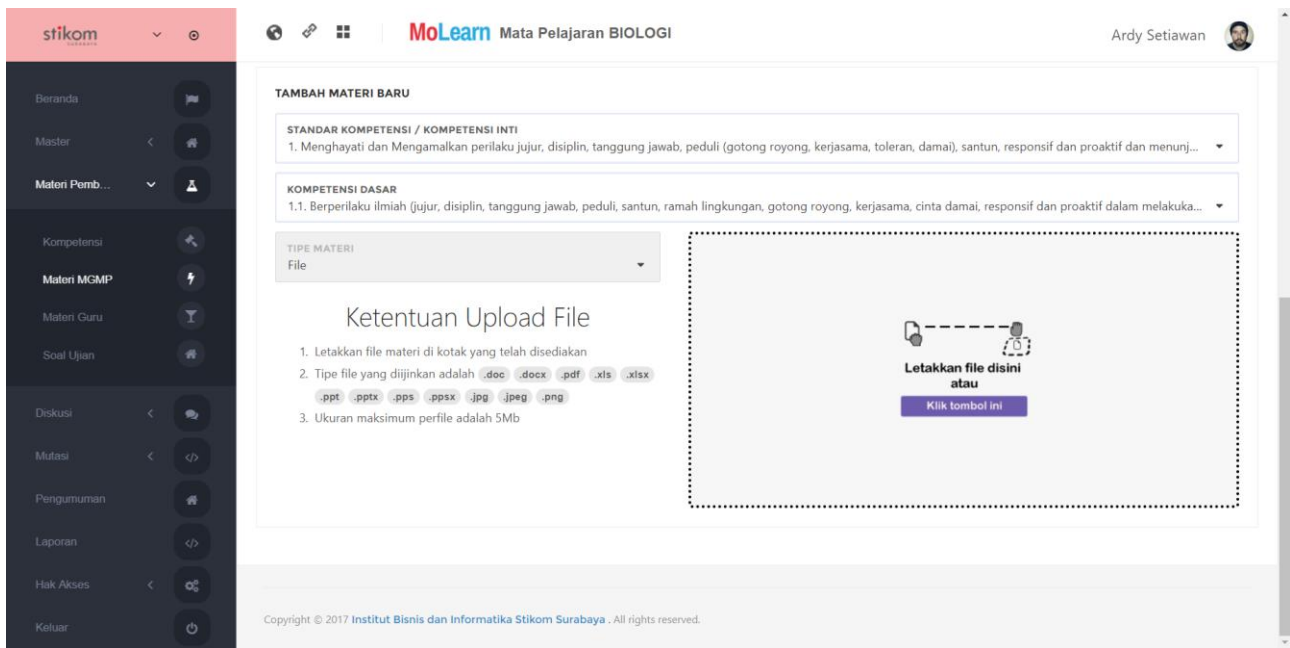 stikom
SURABAYA
MoLearn Mata Pelajaran BIOLOGI
Ardy Setiawan
Beranda
Master
Materi Pemb...
Kompetensi
Materi MGMP
Materi Guru
Soal Ujian
Diskusi
Mutasi
Pengumuman
Laporan
Hak Akses
Keluar
TAMBAH MATERI BARU
STANDAR KOMPETENSI / KOMPETENSI INTI
1. Menghayati dan Mengamalkan perilaku jujur, disiplin, tanggung jawab, peduli (gotong royong, kerjasama, toleran, damai), santun, responsif dan proaktif dan menunj...
KOMPETENSI DASAR
1.1. Berperilaku ilmiah (jujur, disiplin, tanggung jawab, peduli, santun, ramah lingkungan, gotong royong, kerjasama, cinta damai, responsif dan proaktif dalam melakuka...
TIPE MATERI
File
Ketentuan Upload File
1. Letakkan file materi di kotak yang telah disediakan
2. Tipe file yang diijinkan adalah .doc .docx .pdf .xls .xlsx
.ppt .pptx .pps .ppsx .jpg .jpeg .png
3. Ukuran maksimum perfile adalah 5Mb
Letakkan file disini
atau
Klik tombol ini
Copyright © 2017 Institut Bisnis dan Informatika Stikom Surabaya . All rights reserved.